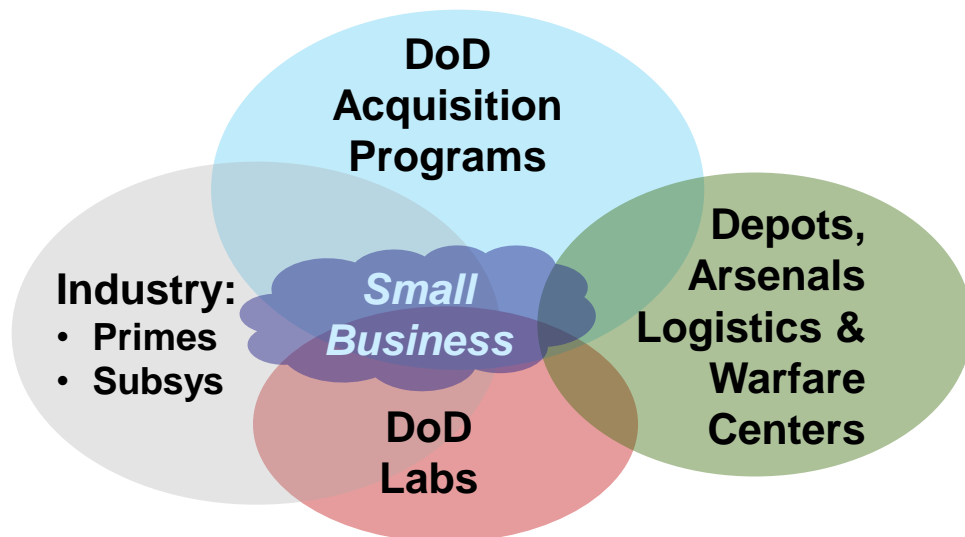 DoD
Acquisition
Programs
Industry:
• Primes
• Subsys
Small
Business
Depots,
Arsenals
Logistics &
Warfare
Centers
DoD
Labs